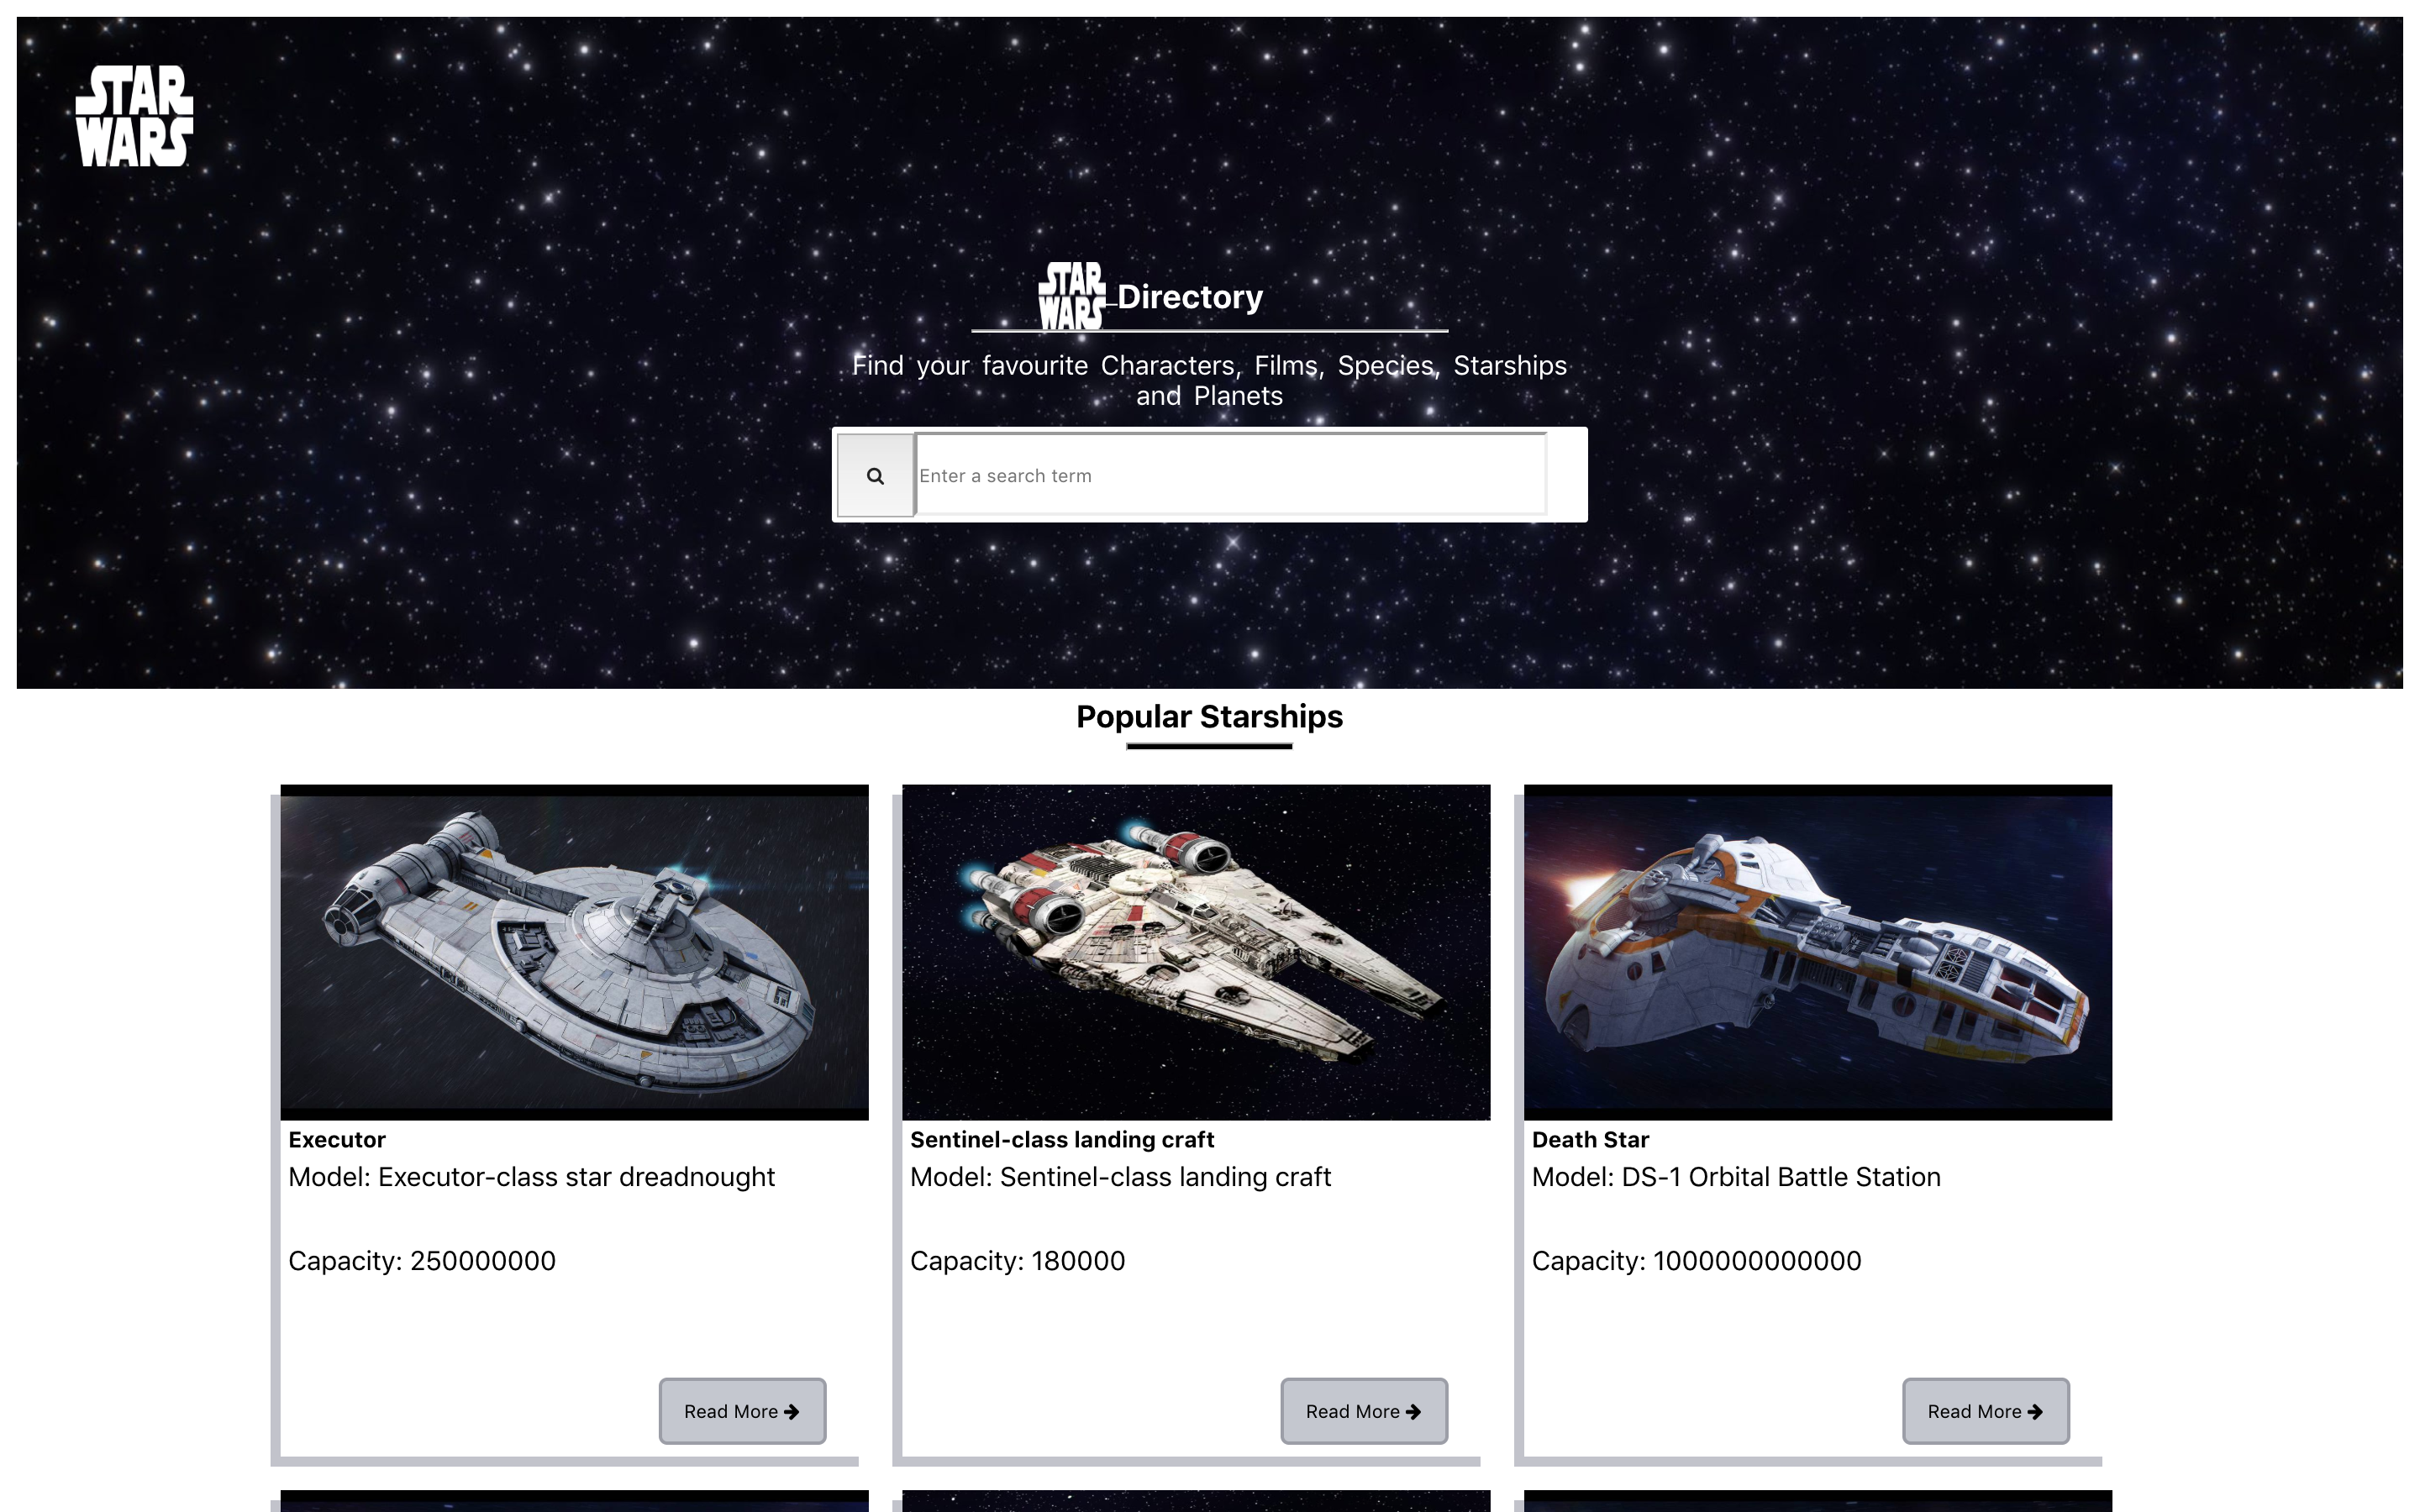 STAR
WARS
STAR
WARS Directory
Find your favourite Characters, Films, Species, Starships
and Planets
Enter a search term
Popular Starships
Executor
Model: Executor-class star dreadnought
Capacity: 250000000
Read More
Sentinel-class landing craft
Model: Sentinel-class landing craft
Capacity: 180000
Read More
Death Star
Model: DS-1 Orbital Battle Station
Capacity: 1000000000000
Read More